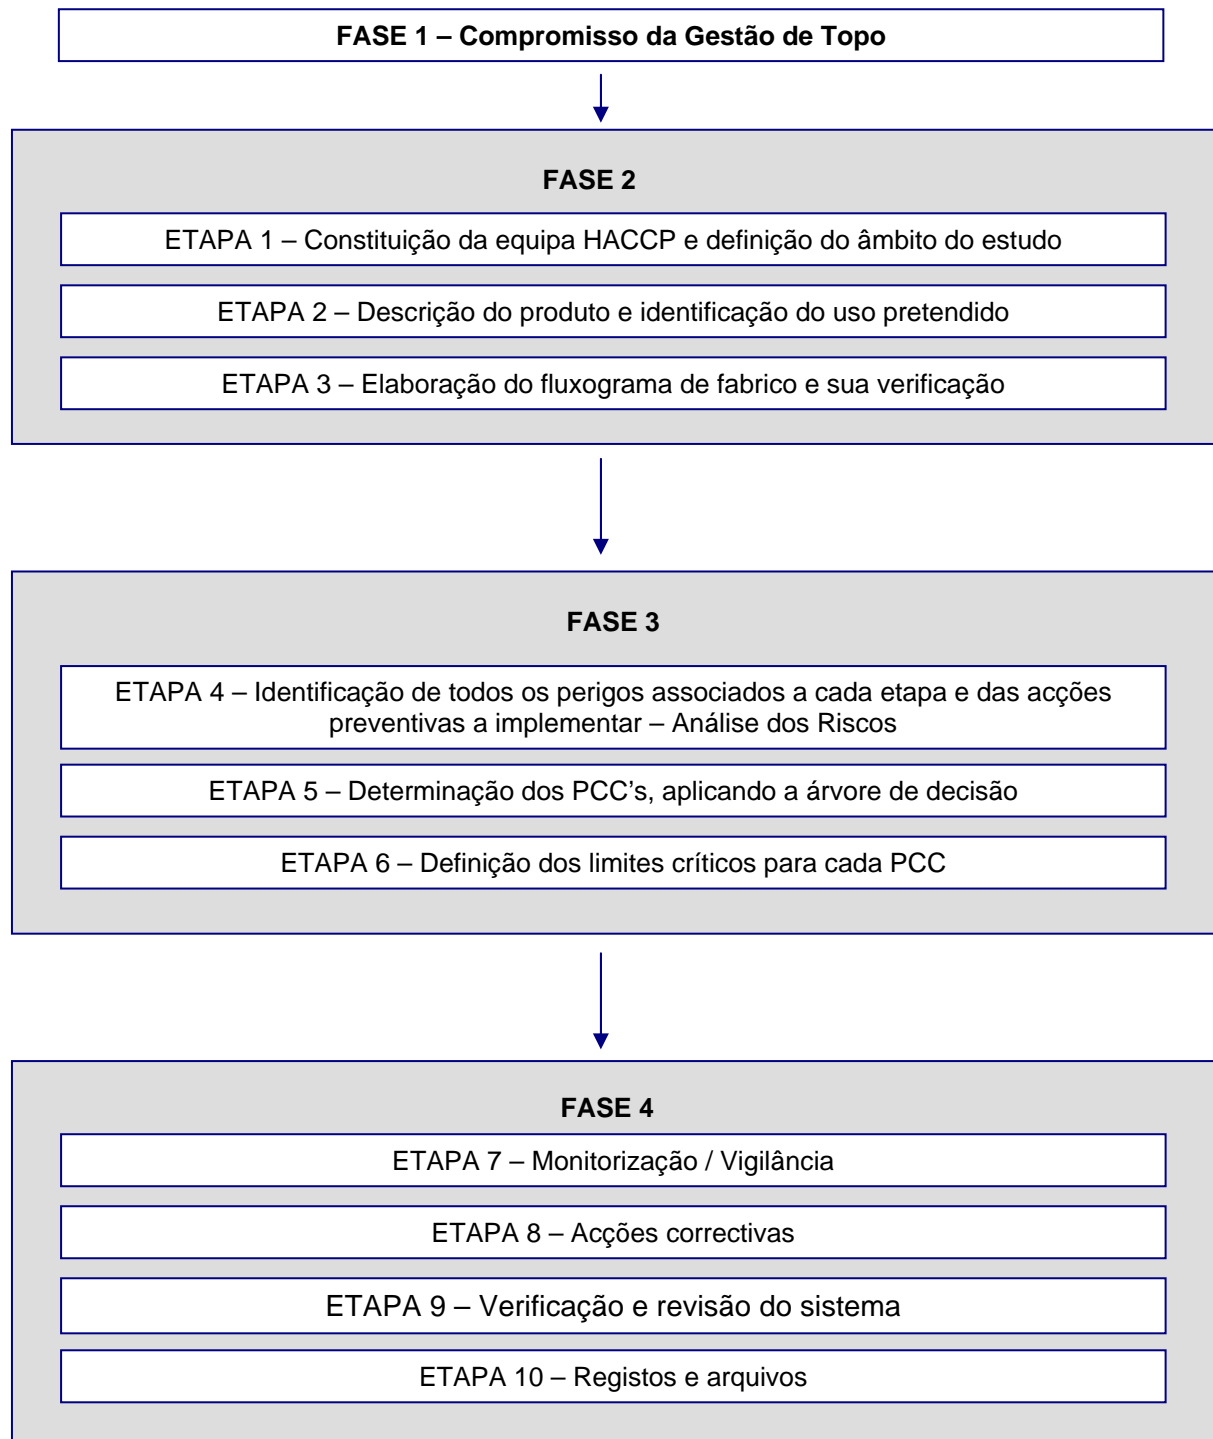 FASE 1 – Compromisso da Gestão de Topo
FASE 2
ETAPA 1 – Constituição da equipa HACCP e definição do âmbito do estudo
ETAPA 2 – Descrição do produto e identificação do uso pretendido
ETAPA 3 – Elaboração do fluxograma de fabrico e sua verificação
FASE 3
ETAPA 4 – Identificação de todos os perigos associados a cada etapa e das acções
preventivas a implementar – Análise dos Riscos
ETAPA 5 – Determinação dos PCC's, aplicando a árvore de decisão
ETAPA 6 – Definição dos limites críticos para cada PCC
FASE 4
ETAPA 7 – Monitorização / Vigilância
ETAPA 8 – Acções correctivas
ETAPA 9 – Verificação e revisão do sistema
ETAPA 10 – Registos e arquivos